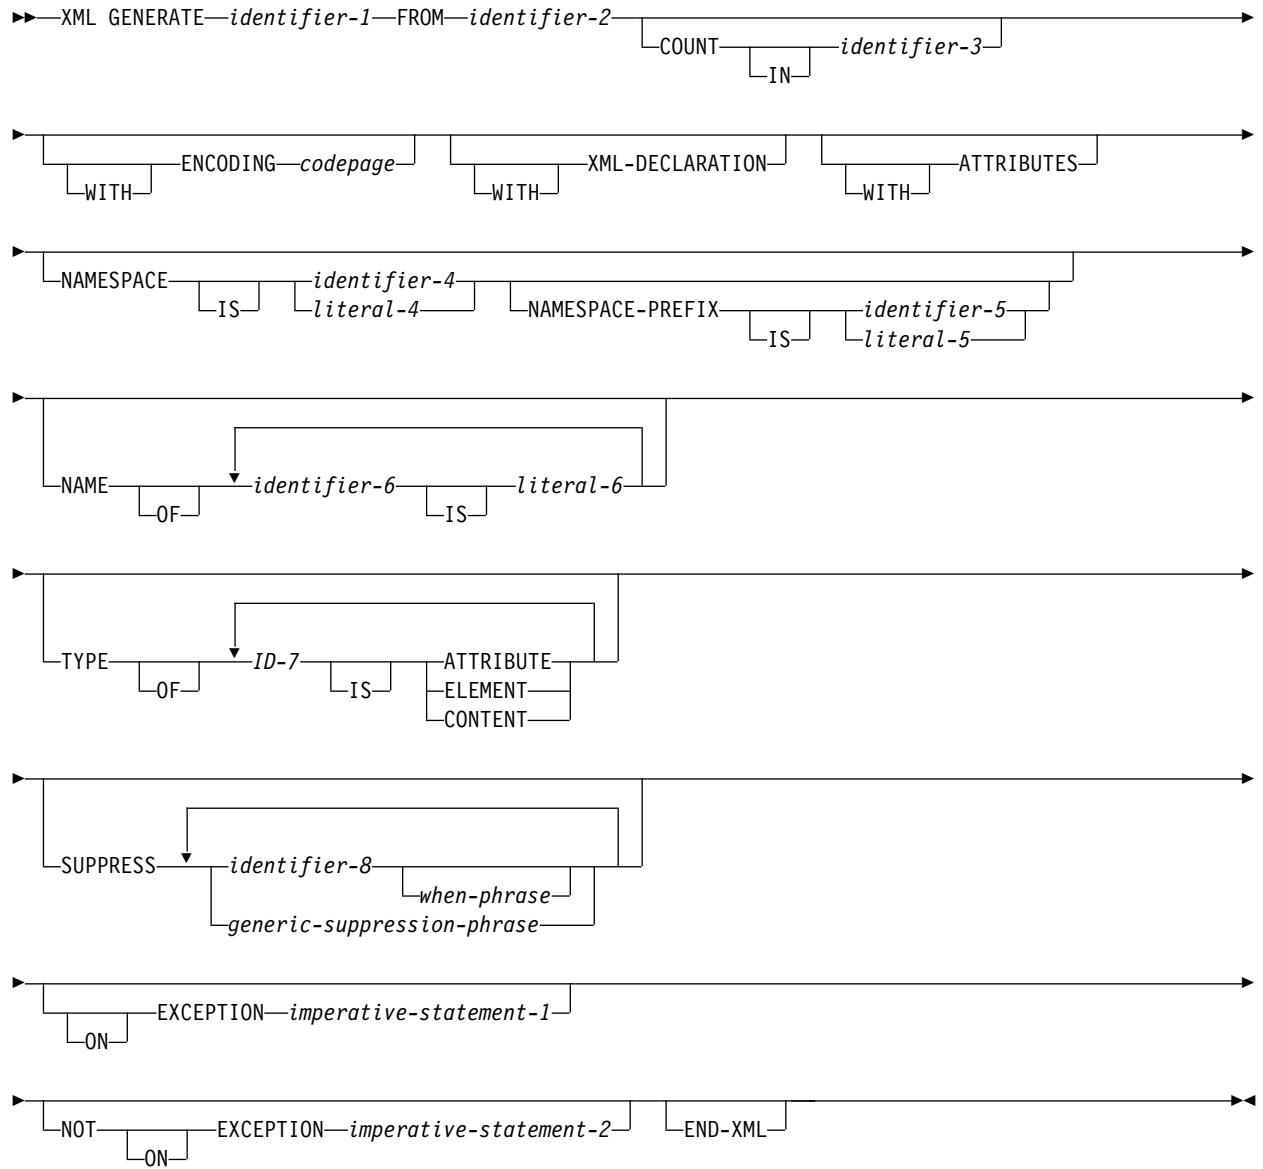 XML GENERATE identifier-1 FROM identifier-2
COUNT identifier-3
IN
ENCODING codepage XML-DECLARATION ATTRIBUTES
WITH WITH WITH
NAMESPACE identifier-4
IS literal-4 NAMESPACE-PREFIX identifier-5
IS literal-5
NAME identifier-6 literal-6
OF IS
TYPE ID-7 ATTRIBUTE
OF IS ELEMENT
CONTENT
SUPPRESS identifier-8
when-phrase
generic-suppression-phrase
EXCEPTION imperative-statement-1
ON
NOT EXCEPTION imperative-statement-2 END-XML
ON